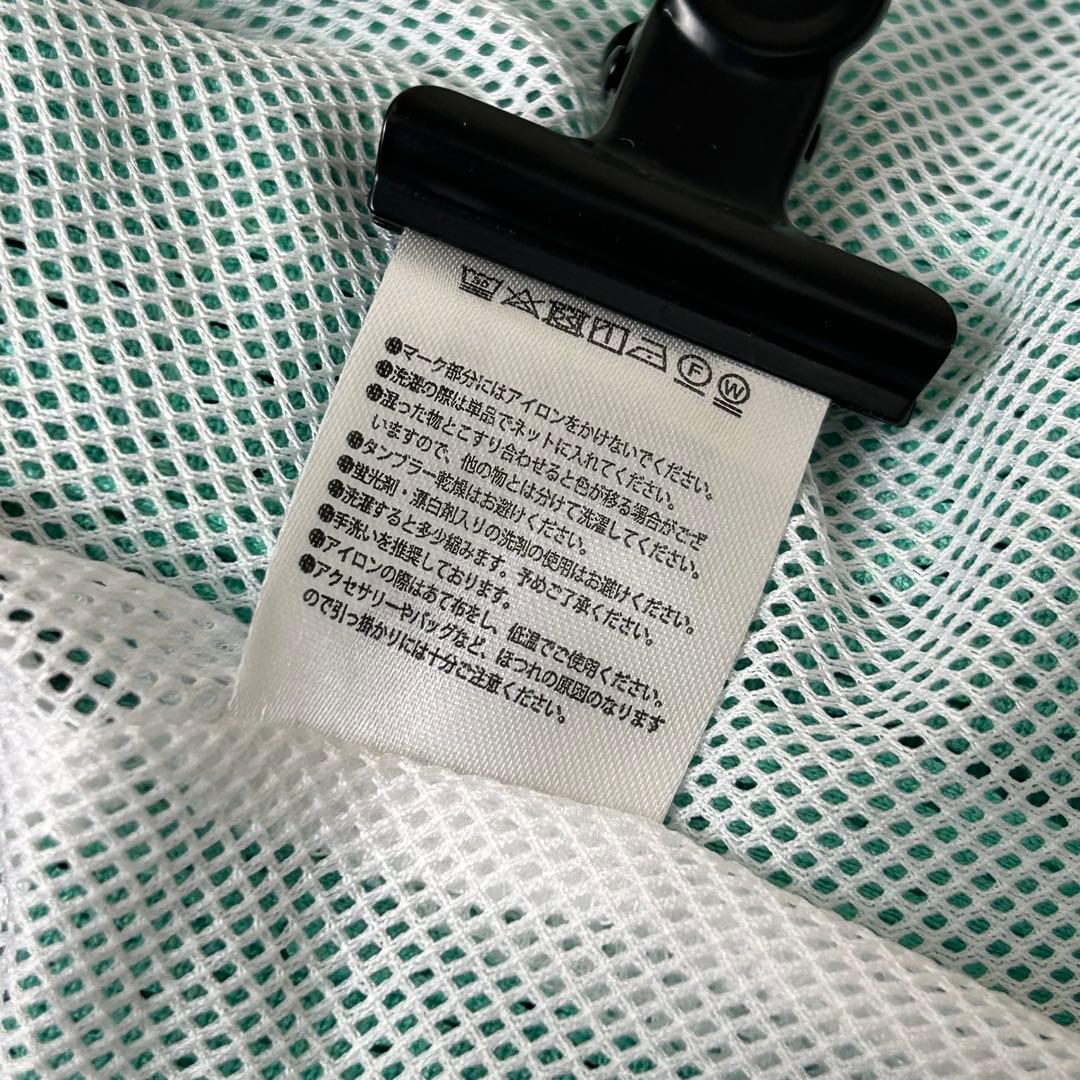 30 F W
マーク部分にはアイロンをかけないでください。
洗濯の際は単品でネットに入れてください。
湿った物とこすり合わせると色が移る場合がござ
いますので、他の物とは分けて洗濯してください。
タンブラー乾燥はお避けください。
蛍光剤・漂白剤入りの洗剤の使用はお避けください。
洗濯すると多少縮みます。予めご了承ください。
手洗いを推奨しております。
アイロンの際はあて布をし、低温でご使用ください。
アクセサリーやバッグなど、ほつれの原因のなります
ので引っ掛かりには十分ご注意ください。